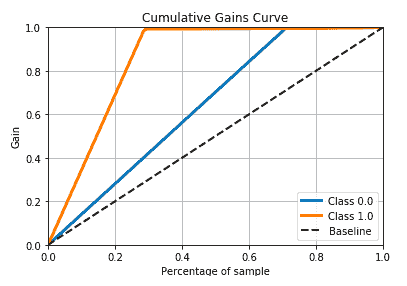 Cumulative Gains Curve
Gain
1.0
0.8
0.6
0.4
0.2
0.0
0.0 0.2 0.4 0.6 0.8 1.0
Percentage of sample
Class 0.0
Class 1.0
Baseline